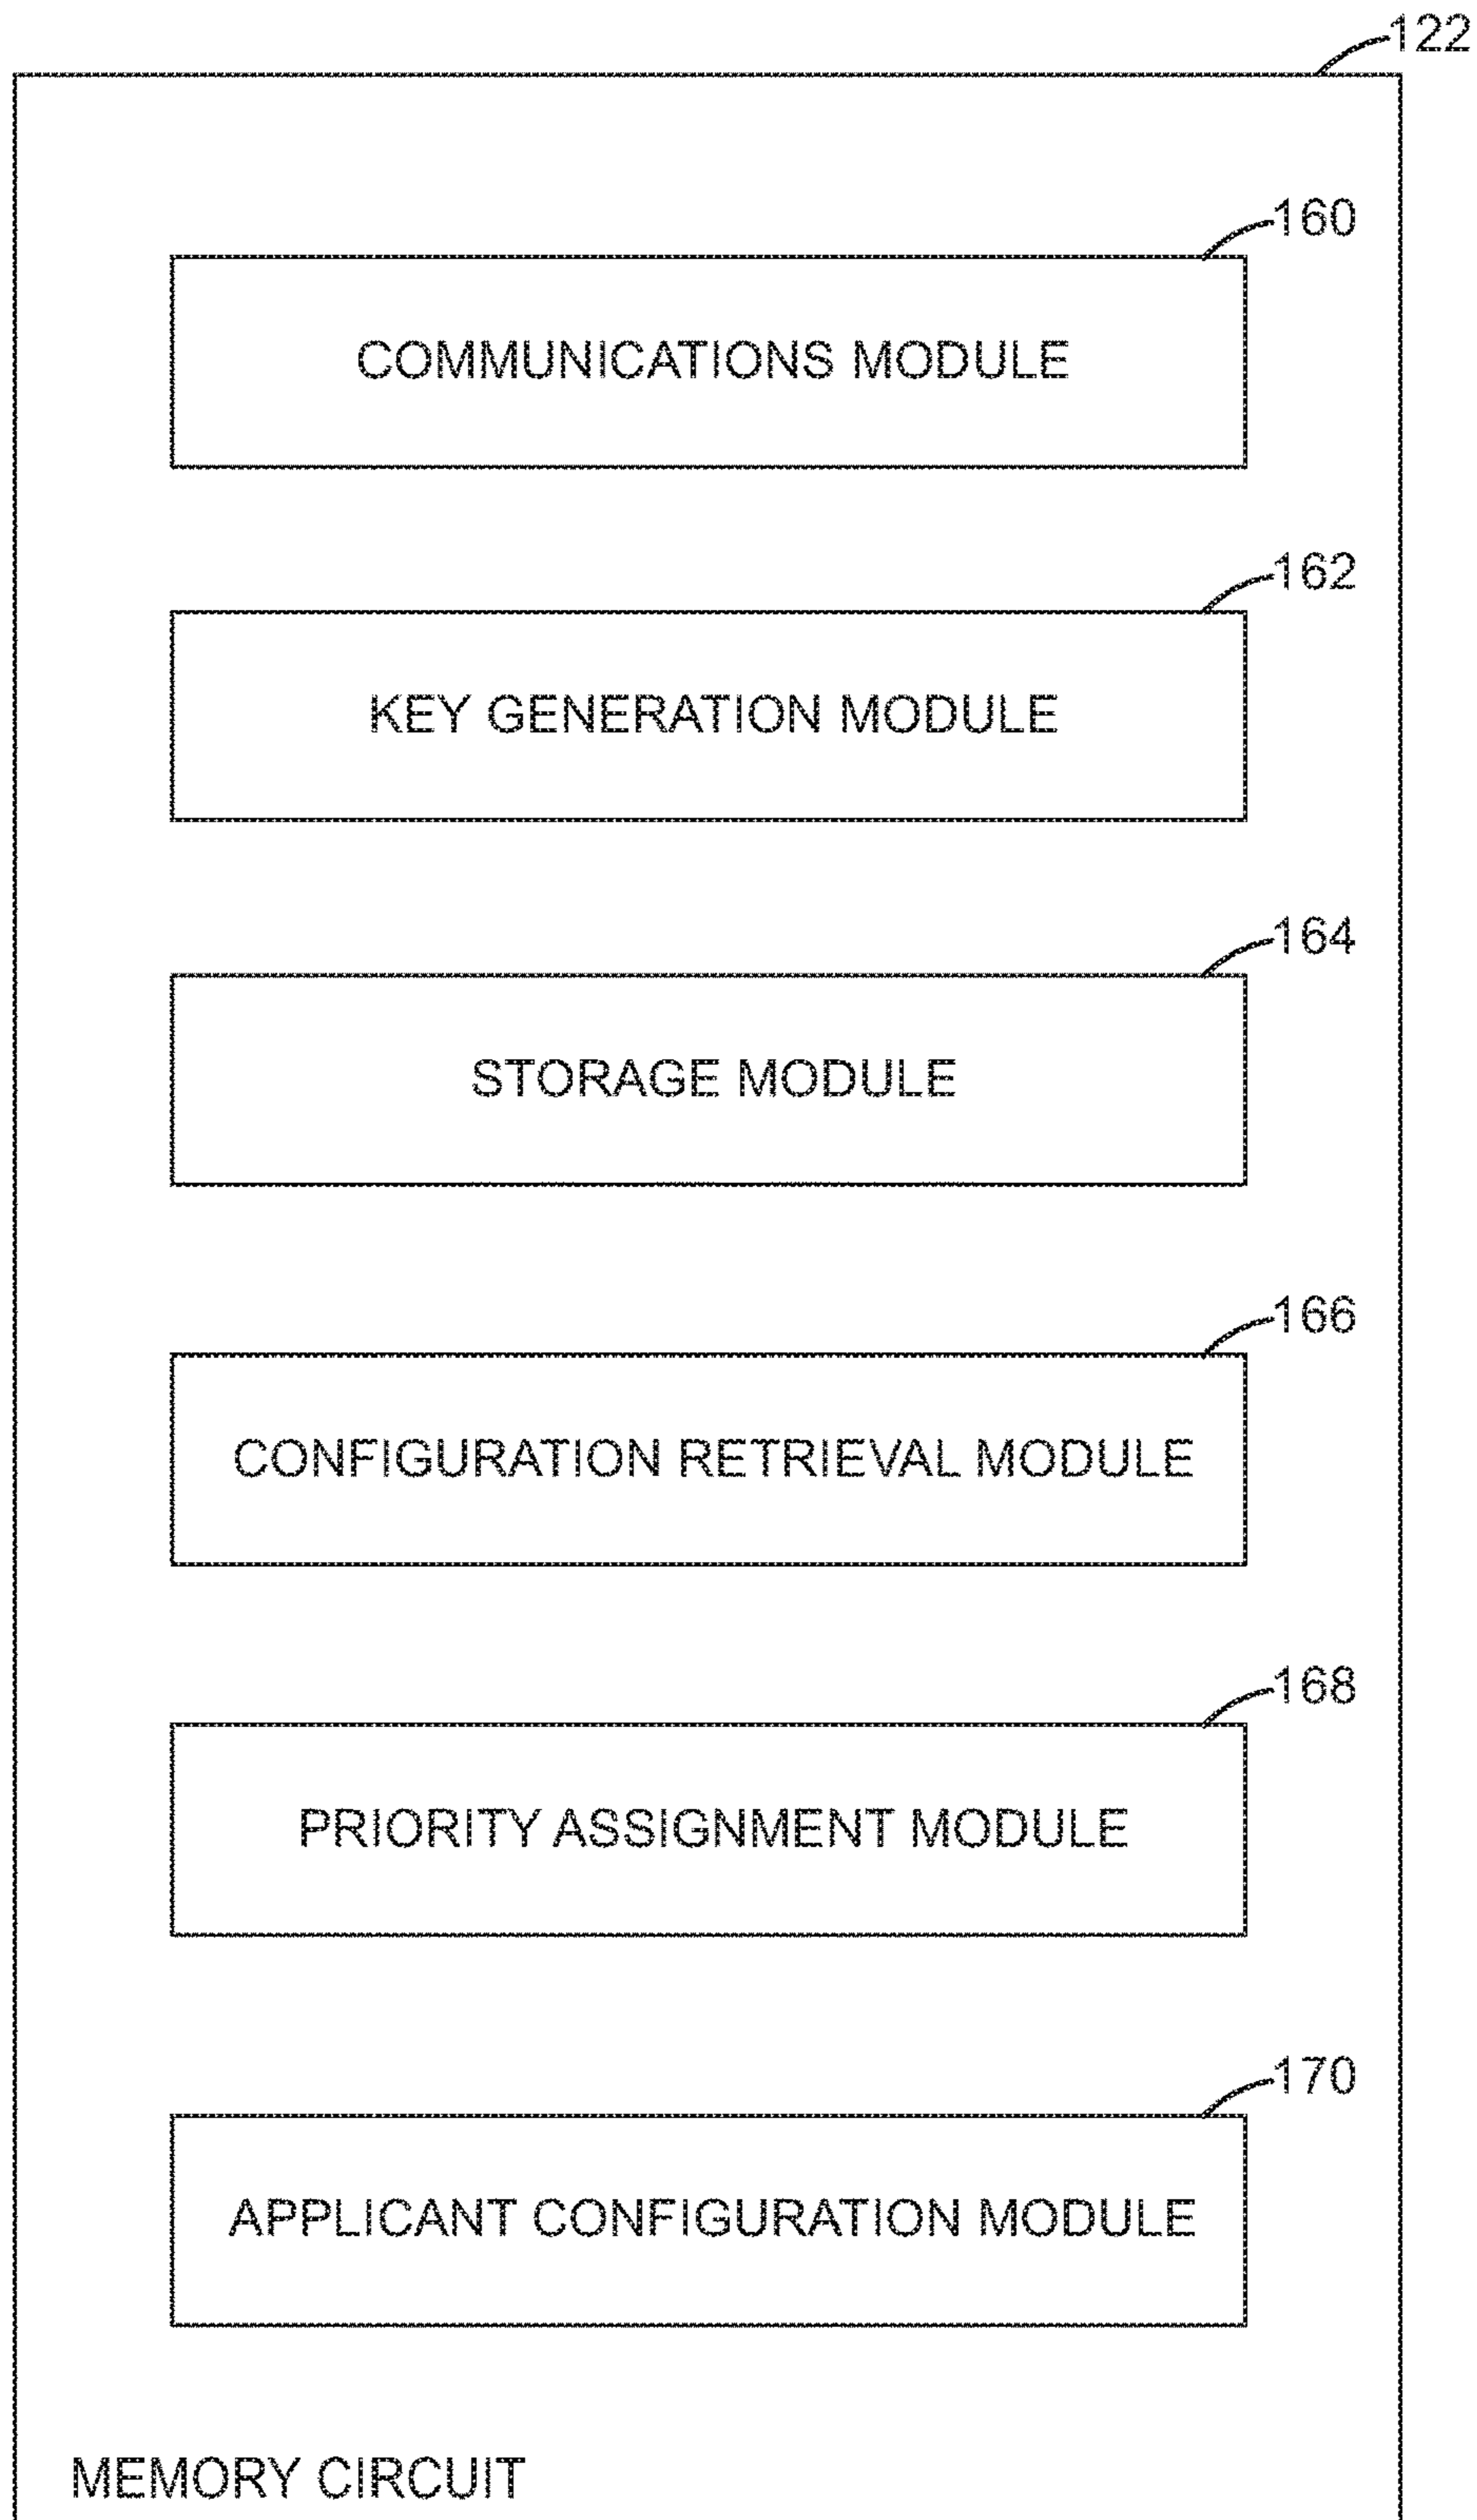 122
160
COMMUNICATIONS MODULE
162
KEY GENERATION MODULE
164
STORAGE MODULE
166
CONFIGURATION RETRIEVAL MODULE
168
PRIORITY ASSIGNMENT MODULE
170
APPLICANT CONFIGURATION MODULE
MEMORY CIRCUIT